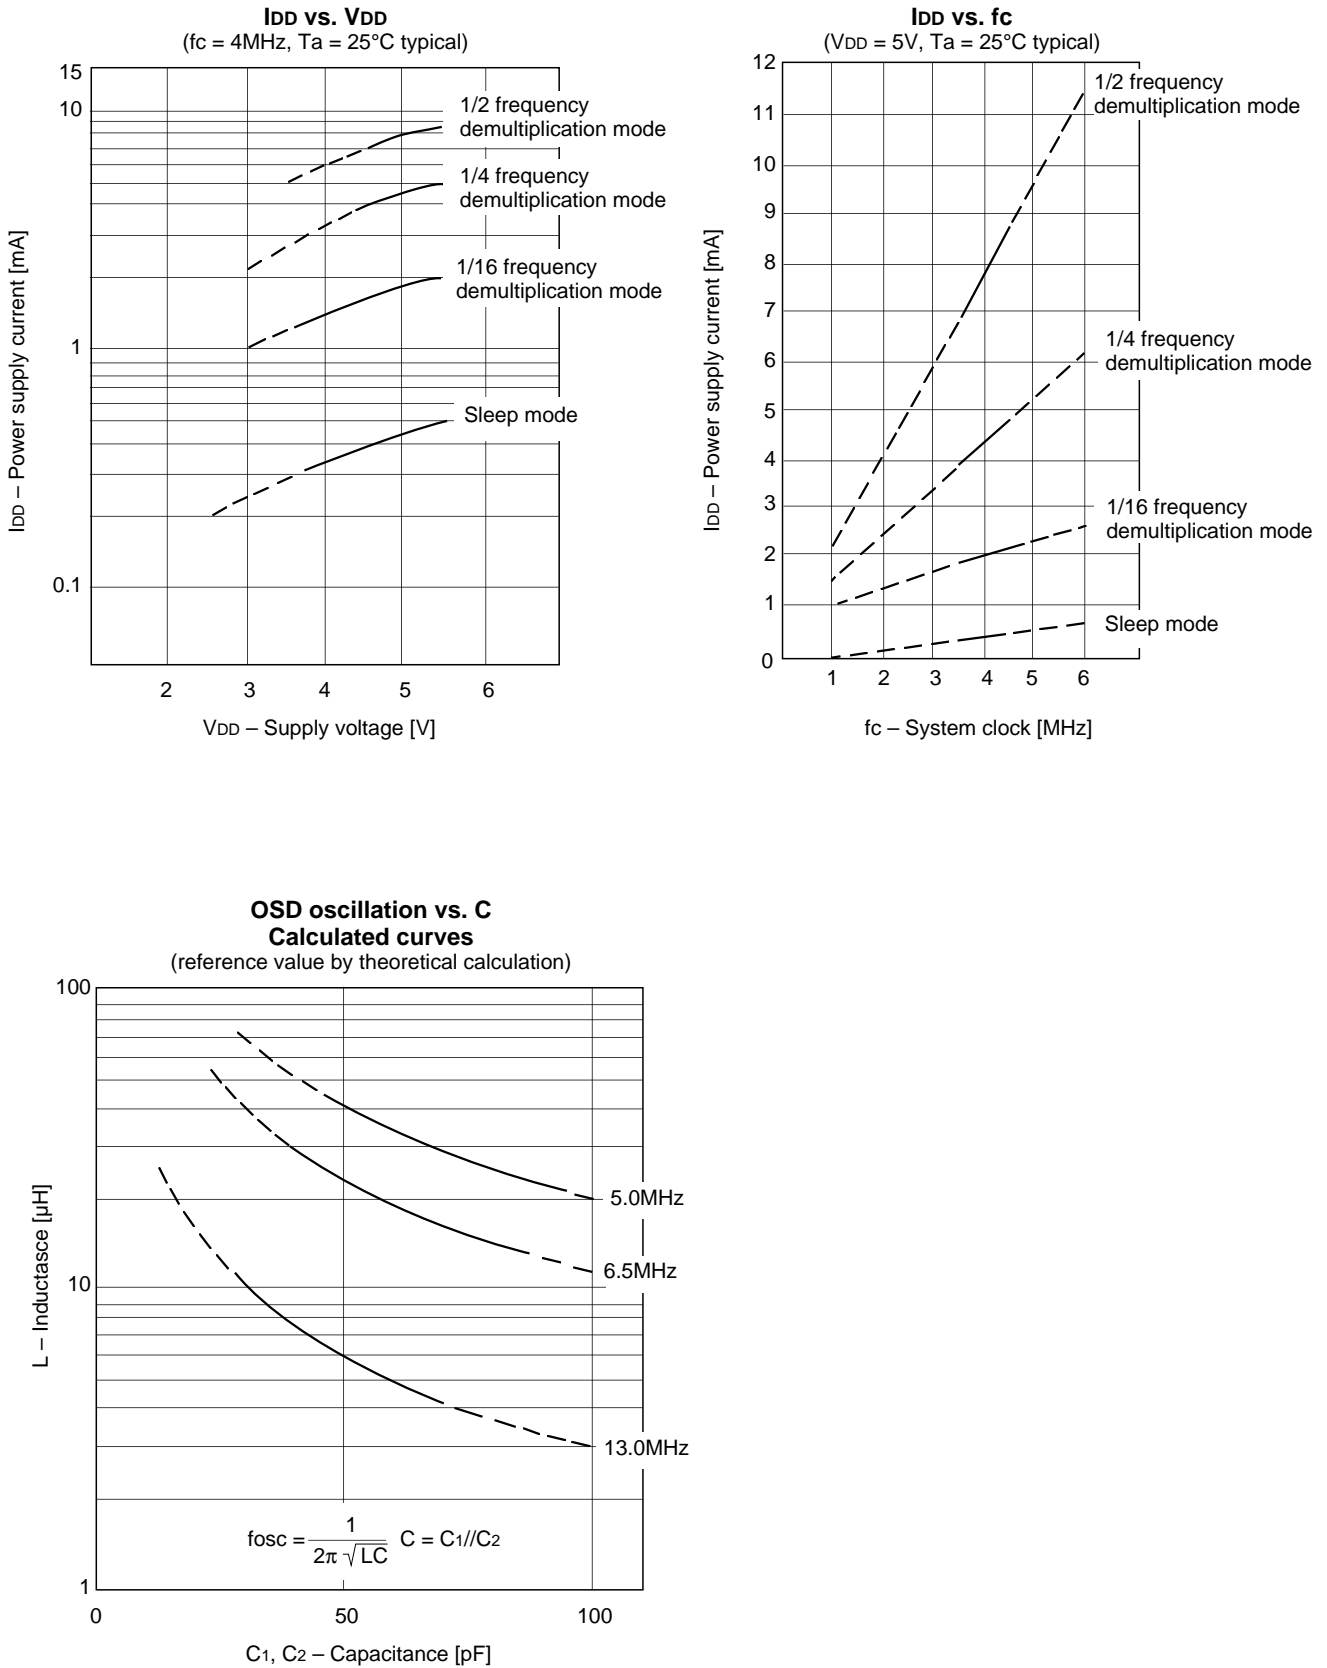 IDD vs. VDD
(fc = 4MHz, Ta = 25°C typical)
15
10
1
0.1
IDD – Power supply current [mA]
1/2 frequency
demultiplication mode
1/4 frequency
demultiplication mode
1/16 frequency
demultiplication mode
Sleep mode
2 3 4 5 6
VDD – Supply voltage [V]
IDD vs. fc
(VDD = 5V, Ta = 25°C typical)
12
11
10
9
8
7
6
5
4
3
2
1
0
IDD – Power supply current [mA]
1/2 frequency
demultiplication mode
1/4 frequency
demultiplication mode
1/16 frequency
demultiplication mode
Sleep mode
1 2 3 4 5 6
fc – System clock [MHz]
OSD oscillation vs. C
Calculated curves
(reference value by theoretical calculation)
100
10
1
L – Inductasce [µH]
5.0MHz
6.5MHz
13.0MHz
fosc = 1 / 2π √LC C = C1//C2
0 50 100
C1, C2 – Capacitance [pF]